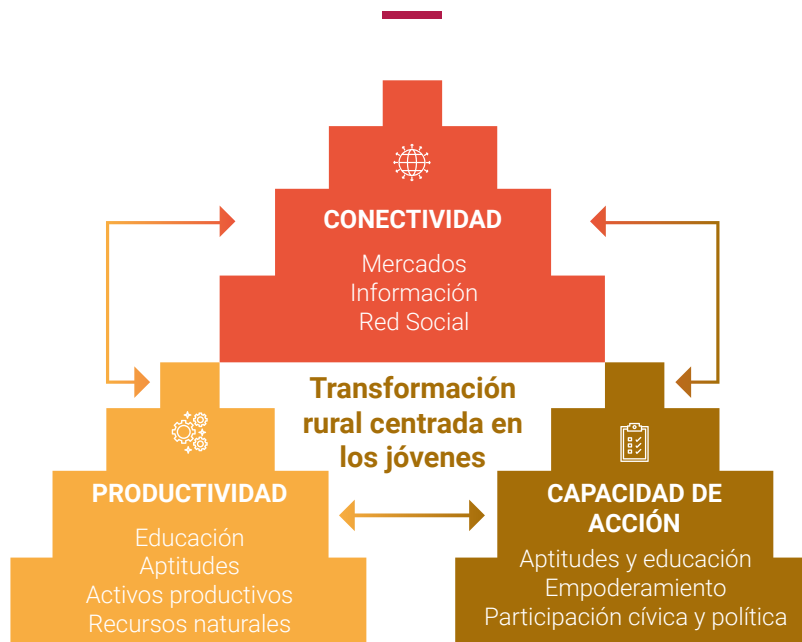 CONECTIVIDAD
Mercados
Información
Red Social
Transformación
rural centrada en
los jóvenes
PRODUCTIVIDAD
Educación
Aptitudes
Activos productivos
Recursos naturales
CAPACIDAD DE
ACCIÓN
Aptitudes y educación
Empoderamiento
Participación cívica y política